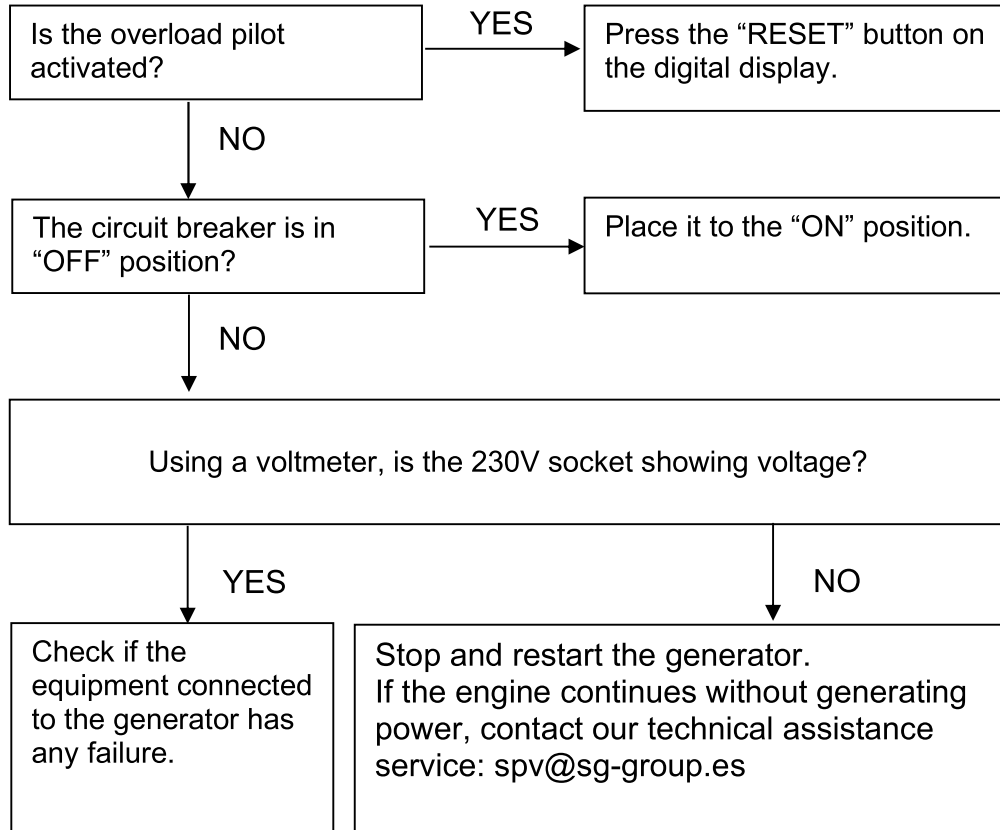 Is the overload pilot
activated?
YES
Press the “RESET” button on
the digital display.
NO
The circuit breaker is in
“OFF” position?
YES
Place it to the “ON” position.
NO
Using a voltmeter, is the 230V socket showing voltage?
YES
NO
Check if the
equipment connected
to the generator has
any failure.
Stop and restart the generator.
If the engine continues without generating
power, contact our technical assistance
service: spv@sg-group.es